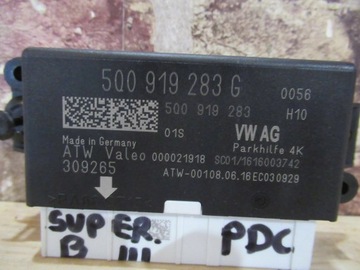 5Q0 919 283 G
0056
5Q0 919 283
H10
01S
VW AG
Made in Germany
Parkhilfe 4K
ATW Valeo 000021918
SC01/1616003742
309265
ATW-00108.06.16EC030929
SUPER. PDC.
B III